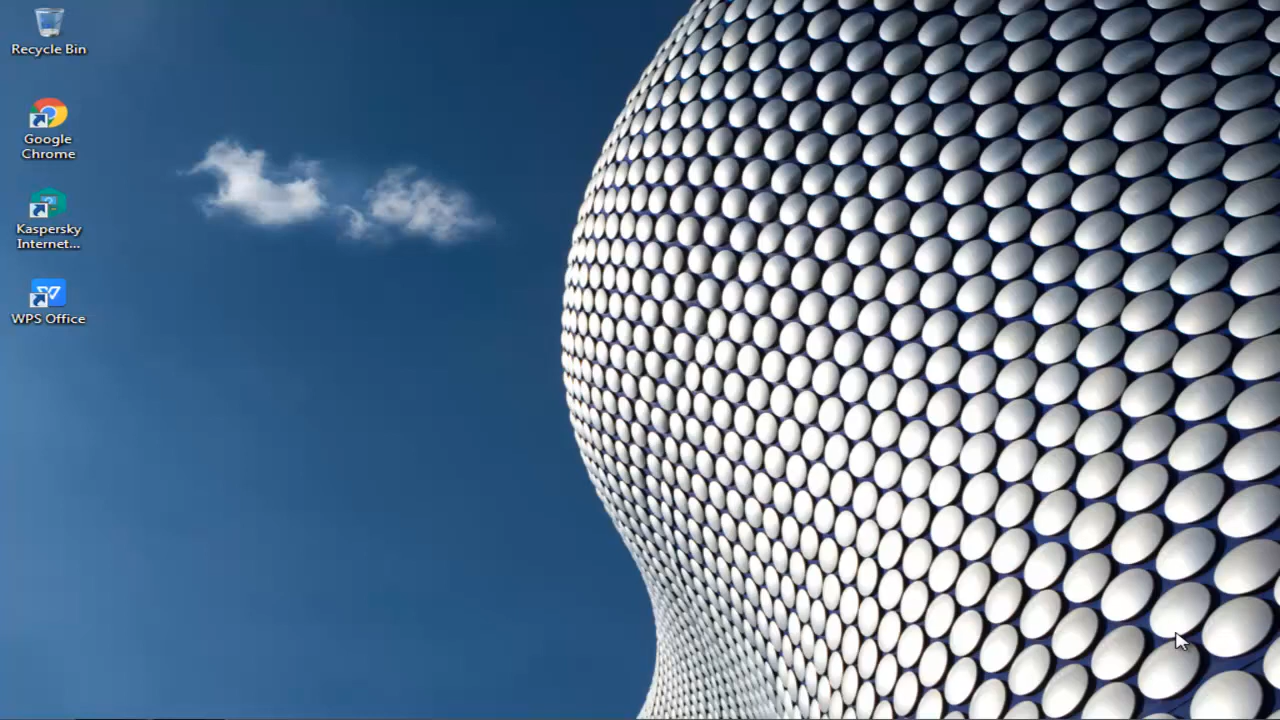 Recycle Bin
Google
Chrome
Kaspersky
Internet...
WPS Office